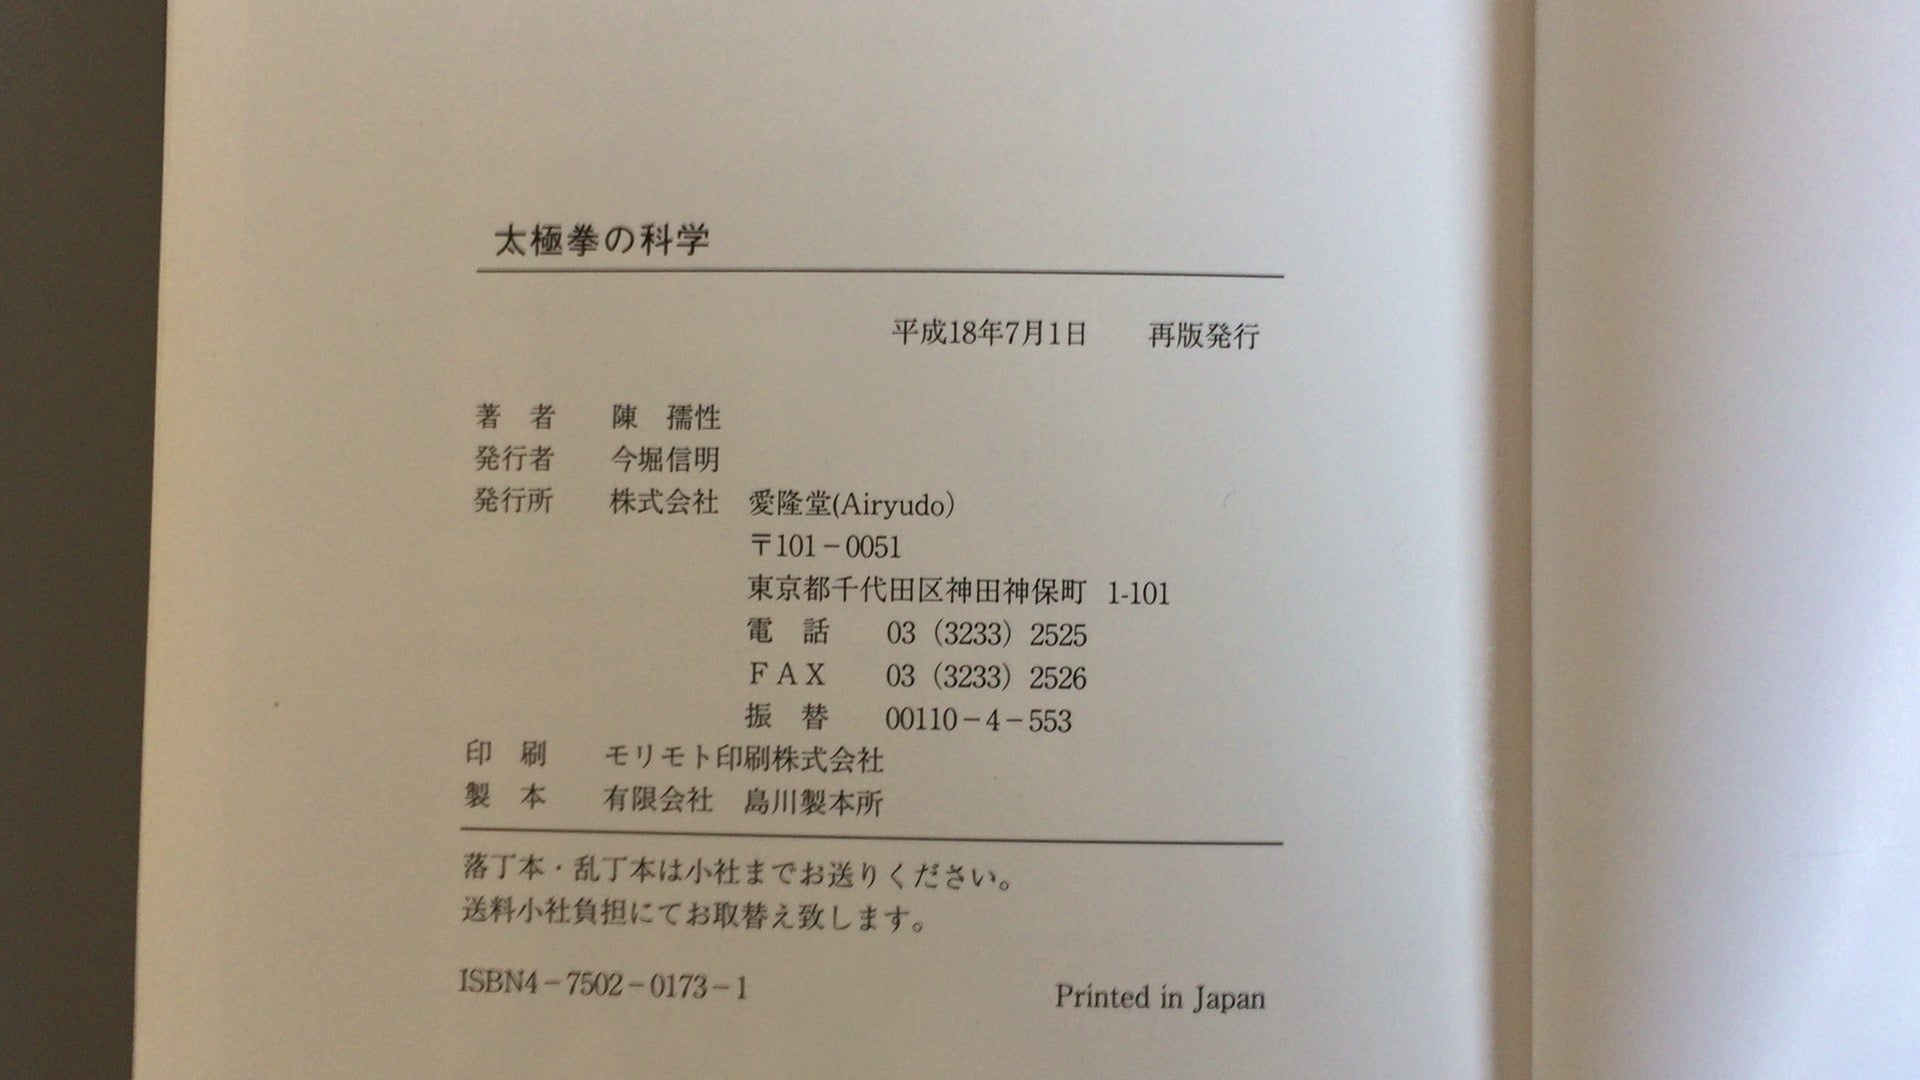 太極拳の科学
平成18年7月1日　再版発行
著　者　陳　孺性
発行者　今堀信明
発行所　株式会社　愛隆堂(Airyudo)
〒101－0051
東京都千代田区神田神保町 1-101
電　話　03（3233）2525
ＦＡＸ　03（3233）2526
振　替　00110－4－553
印　刷　モリモト印刷株式会社
製　本　有限会社　島川製本所
落丁本・乱丁本は小社までお送りください。
送料小社負担にてお取替え致します。
ISBN4－7502－0173－1　Printed in Japan